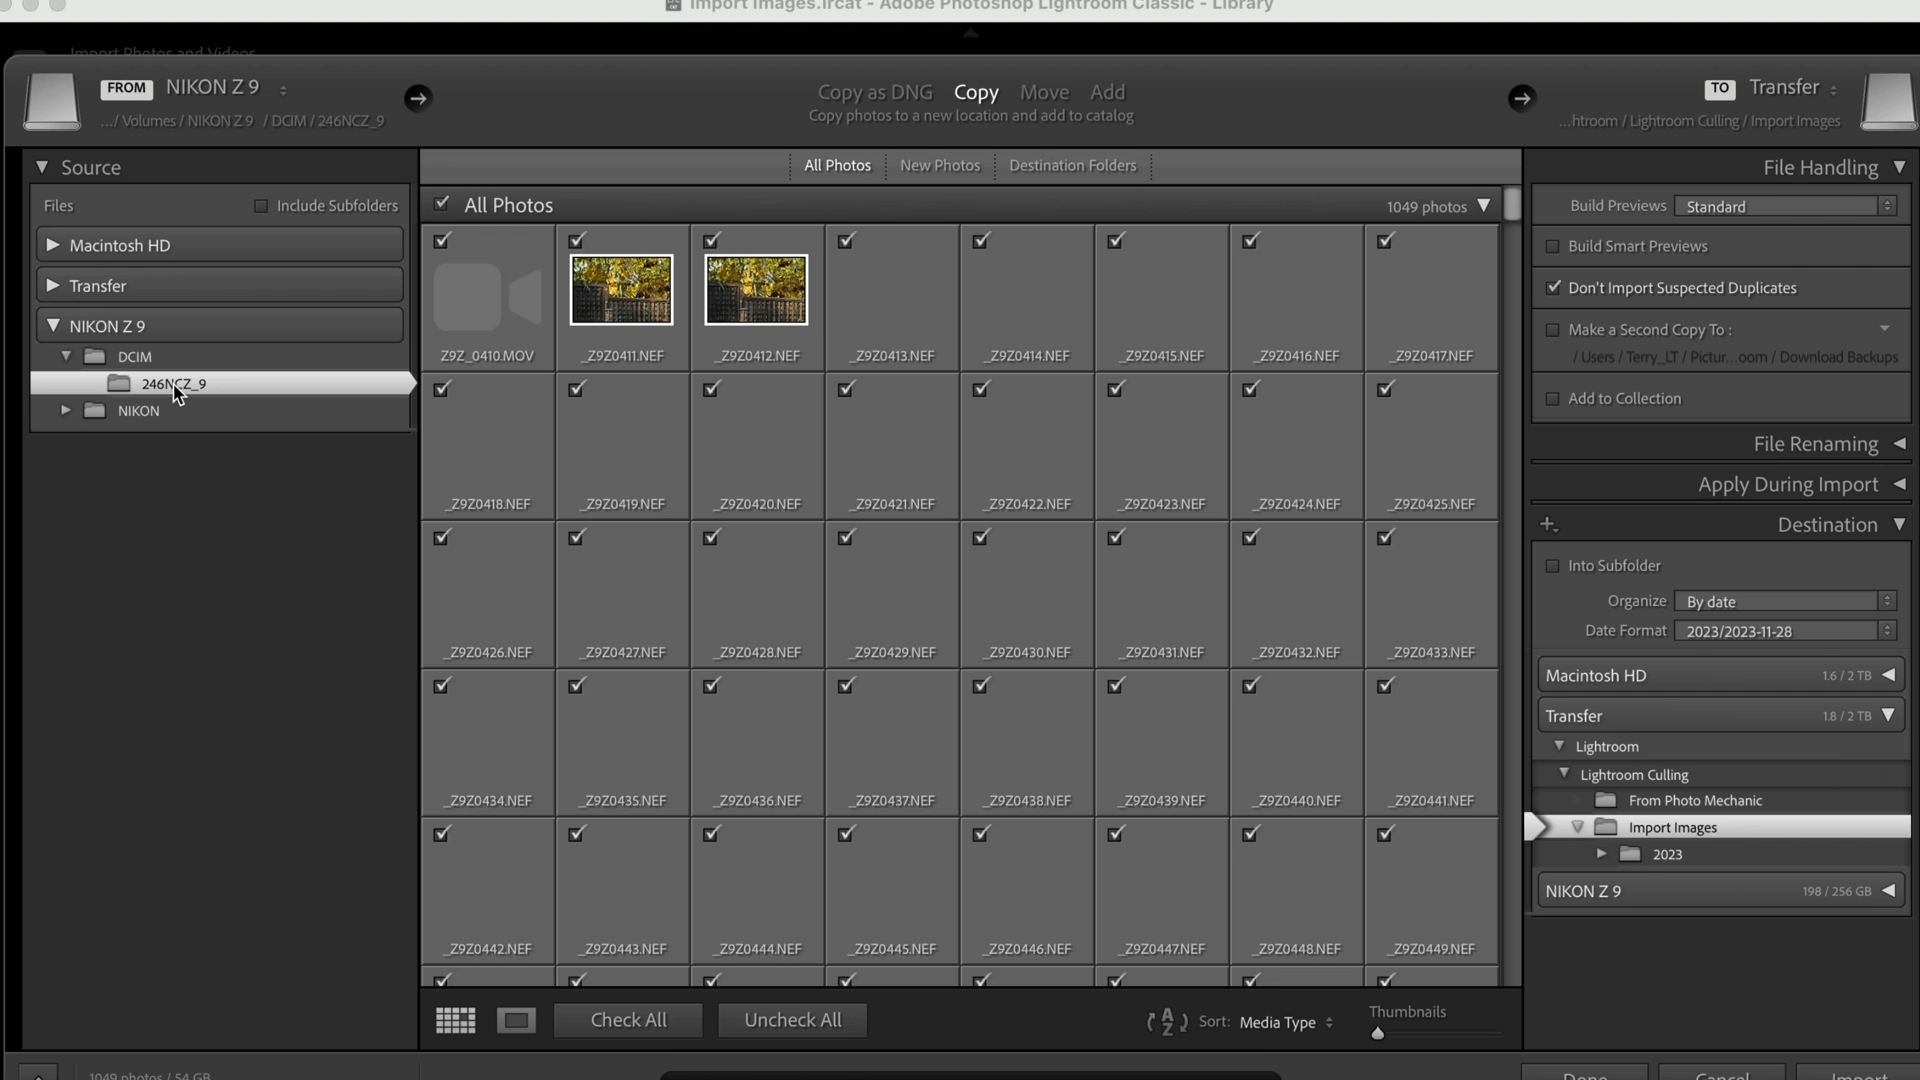 Import Images.lrcat - Adobe Photoshop Lightroom Classic - Library
Import Photos and Videos
FROM NIKON Z 9
.../ Volumes / NIKON Z 9 / DCIM / 246NCZ_9
Copy as DNG Copy Move Add
Copy photos to a new location and add to catalog
TO Transfer
...htroom / Lightroom Culling / Import Images
Source
Files Include Subfolders
Macintosh HD
Transfer
NIKON Z 9
DCIM
246NCZ_9
NIKON
All Photos New Photos Destination Folders
All Photos 1049 photos
Z9Z_0410.MOV _Z9Z0411.NEF _Z9Z0412.NEF _Z9Z0413.NEF _Z9Z0414.NEF _Z9Z0415.NEF _Z9Z0416.NEF _Z9Z0417.NEF
_Z9Z0418.NEF _Z9Z0419.NEF _Z9Z0420.NEF _Z9Z0421.NEF _Z9Z0422.NEF _Z9Z0423.NEF _Z9Z0424.NEF _Z9Z0425.NEF
_Z9Z0426.NEF _Z9Z0427.NEF _Z9Z0428.NEF _Z9Z0429.NEF _Z9Z0430.NEF _Z9Z0431.NEF _Z9Z0432.NEF _Z9Z0433.NEF
_Z9Z0434.NEF _Z9Z0435.NEF _Z9Z0436.NEF _Z9Z0437.NEF _Z9Z0438.NEF _Z9Z0439.NEF _Z9Z0440.NEF _Z9Z0441.NEF
_Z9Z0442.NEF _Z9Z0443.NEF _Z9Z0444.NEF _Z9Z0445.NEF _Z9Z0446.NEF _Z9Z0447.NEF _Z9Z0448.NEF _Z9Z0449.NEF
Check All Uncheck All Sort: Media Type Thumbnails
File Handling
Build Previews Standard
Build Smart Previews
Don't Import Suspected Duplicates
Make a Second Copy To :
/ Users / Terry_LT / Pictur...oom / Download Backups
Add to Collection
File Renaming
Apply During Import
Destination
Into Subfolder
Organize By date
Date Format 2023/2023-11-28
Macintosh HD 1.6 / 2 TB
Transfer 1.8 / 2 TB
Lightroom
Lightroom Culling
From Photo Mechanic
Import Images
2023
NIKON Z 9 198 / 256 GB
1049 photos / 54 GB
Done Cancel Import